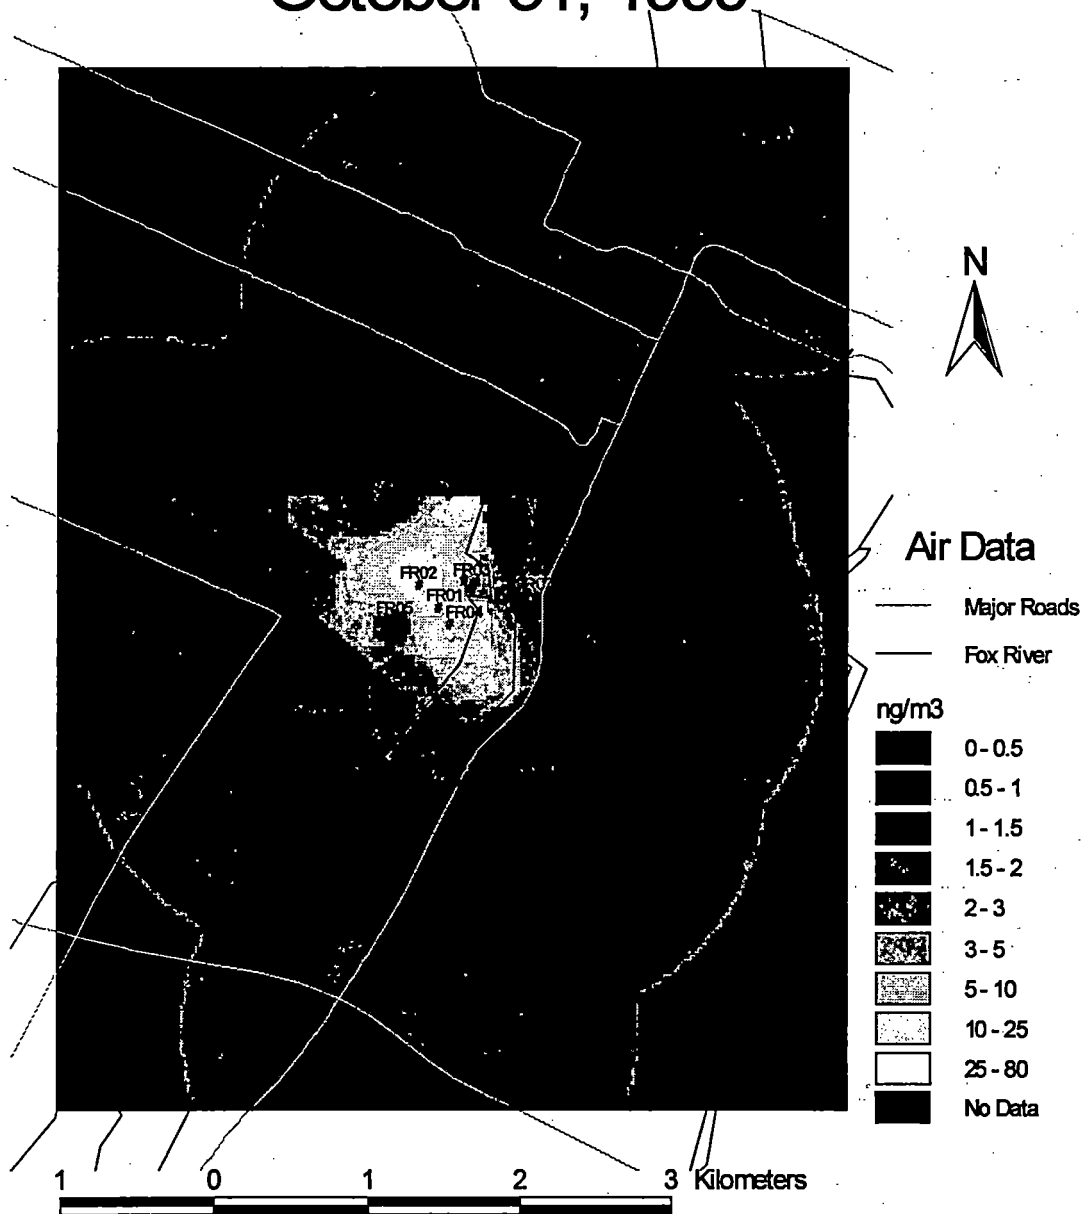 N
FR02
FR01
FR05
FR04
Air Data
Major Roads
Fox River
ng/m3
0 - 0.5
0.5 - 1
1 - 1.5
1.5 - 2
2 - 3
3 - 5
5 - 10
10 - 25
25 - 80
No Data
1 0 1 2 3 Kilometers